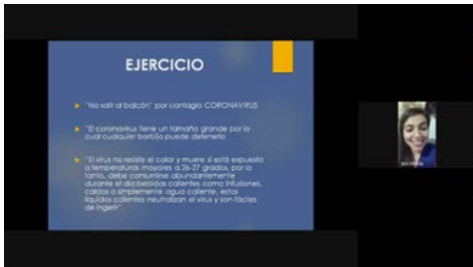 EJERCICIO
"No salir al balcón" por contagio CORONAVIRUS
"El coronavirus tiene un tamaño grande por lo
cual cualquier barbijo puede detenerlo
"El virus no resiste el calor y muere si está expuesto
a temperaturas mayores a 26-27 grados, por lo
tanto, debe consumirse abundantemente
durante el día bebidas calientes como infusiones,
caldos o simplemente agua caliente, estos
líquidos calientes neutralizan el virus y son fáciles
de ingerir"